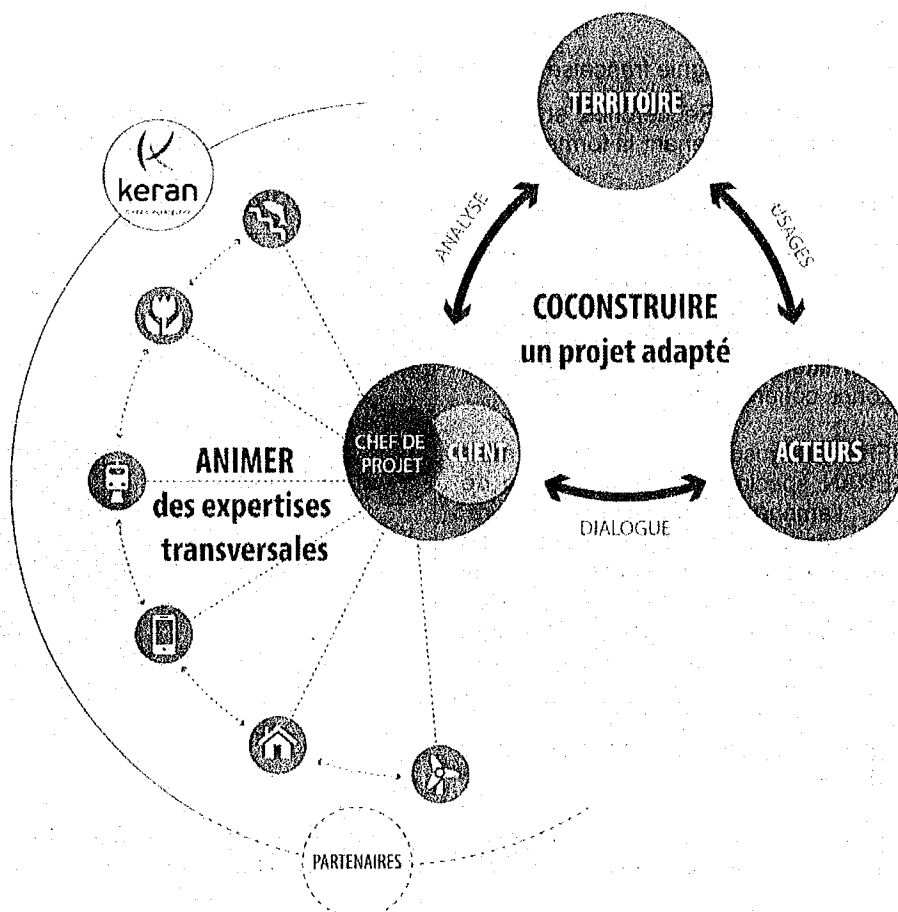 TERRITOIRE
keran
ANALYSE
USAGES
COCONSTRUIRE
un projet adapté
CHEF DE
PROJET
CLIENT
ACTEURS
ANIMER
des expertises
transversales
DIALOGUE
PARTENAIRES